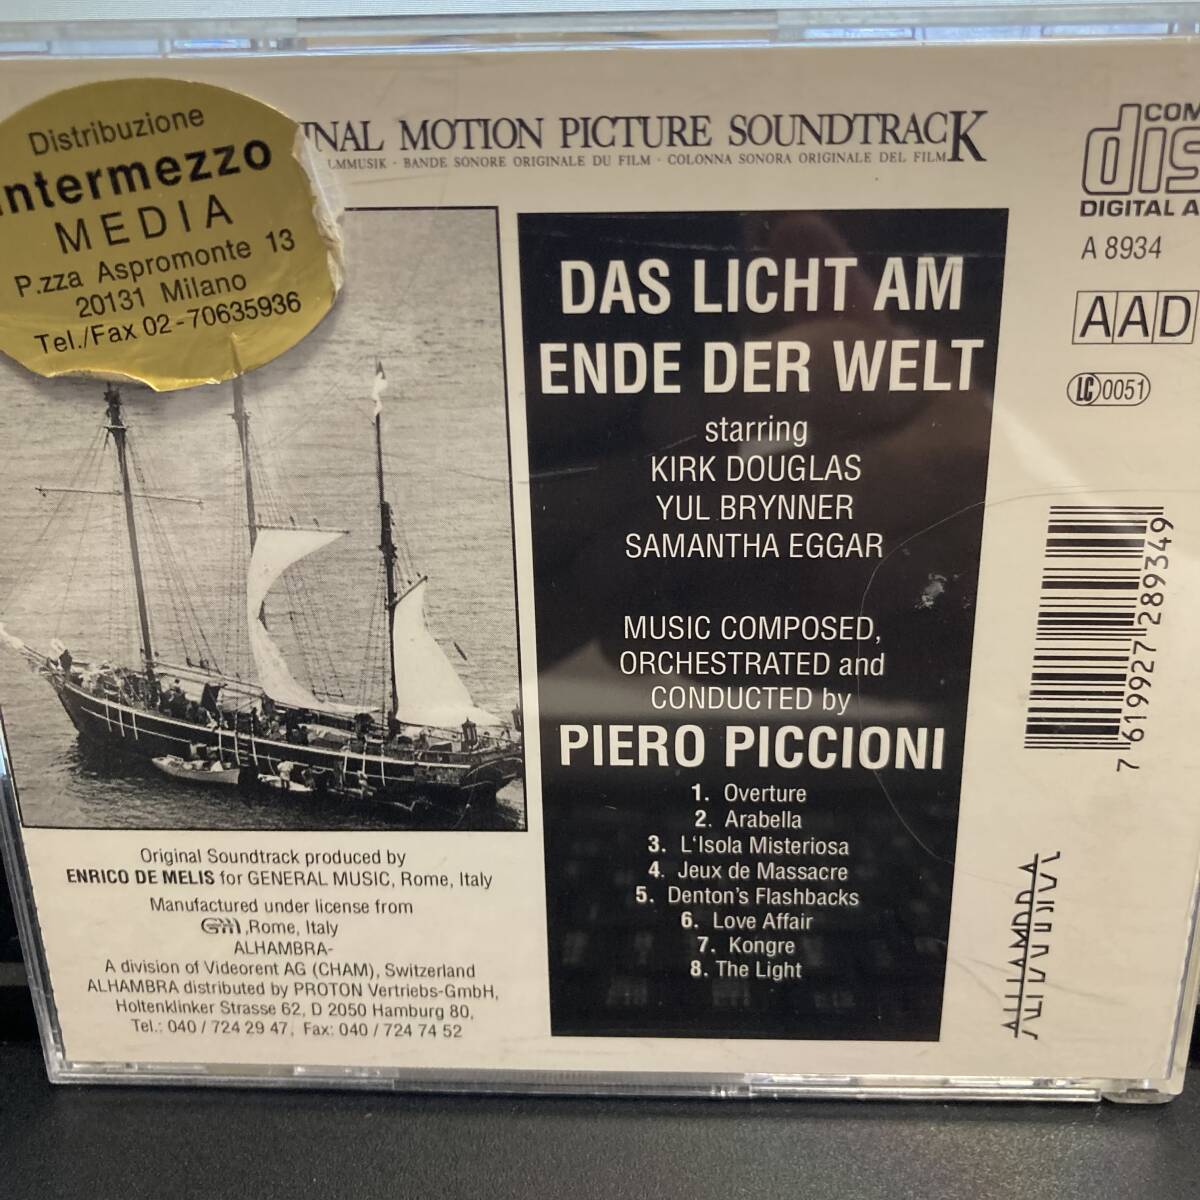 Distribuzione
Intermezzo
MEDIA
P.zza Aspromonte 13
20131 Milano
Tel./Fax 02-70635936
INAL MOTION PICTURE SOUNDTRACK
LMMUSIK · BANDE SONORE ORIGINALE DU FILM · COLONNA SONORA ORIGINALE DEL FILM
DAS LICHT AM
ENDE DER WELT
starring
KIRK DOUGLAS
YUL BRYNNER
SAMANTHA EGGAR
MUSIC COMPOSED,
ORCHESTRATED and
CONDUCTED by
PIERO PICCIONI
1. Overture
2. Arabella
3. L'Isola Misteriosa
4. Jeux de Massacre
5. Denton's Flashbacks
6. Love Affair
7. Kongre
8. The Light
Original Soundtrack produced by
ENRICO DE MELIS for GENERAL MUSIC, Rome, Italy
Manufactured under license from
GM, Rome, Italy
ALHAMBRA-
A division of Videorent AG (CHAM), Switzerland
ALHAMBRA distributed by PROTON Vertriebs-GmbH,
Holtenklinker Strasse 62, D 2050 Hamburg 80,
Tel.: 040 / 724 29 47, Fax: 040 / 724 74 52
COM
dis
DIGITAL A
A 8934
AAD
LC 0051
7 619927 289349
ALHAMBRA